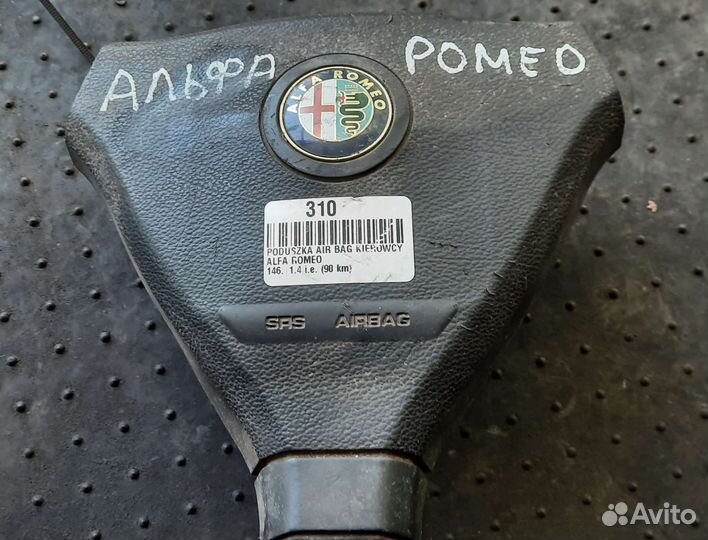 АЛЬФА РОМЕО
ALFA ROMEO
310
PODUSZKA AIR BAG KIEROWCY
ALFA ROMEO
146. 1.4 i.e. (90 km)
SRS AIRBAG
Avito